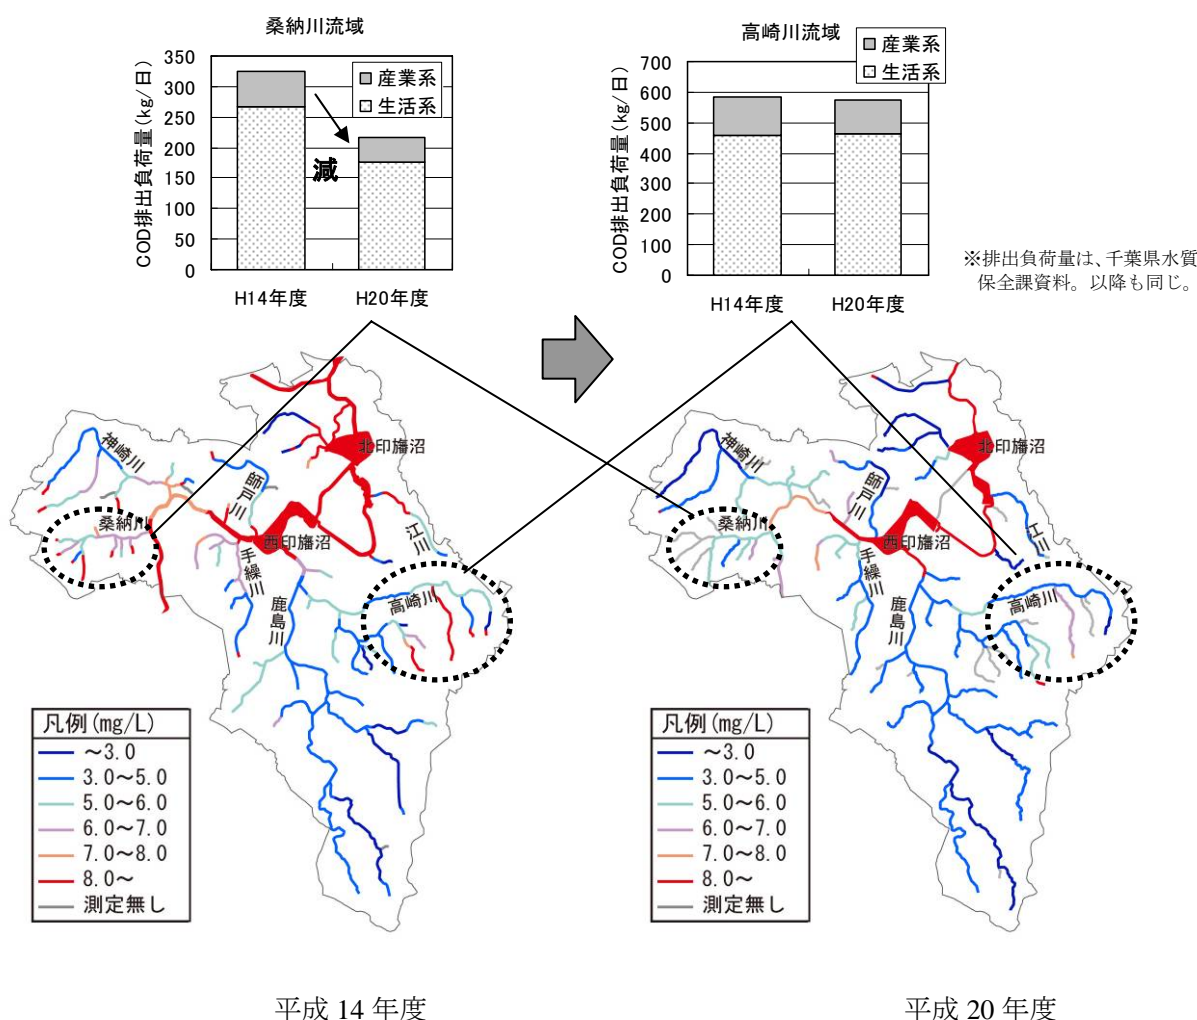 桑納川流域
COD排出負荷量(kg/日)
350
300
250
200
150
100
50
0
産業系
生活系
減
H14年度
H20年度
高崎川流域
COD排出負荷量(kg/日)
700
600
500
400
300
200
100
0
産業系
生活系
H14年度
H20年度
※排出負荷量は、千葉県水質
保全課資料。以降も同じ。
北印旛沼
神崎川
師戸川
桑納川
西印旛沼
江川
手繰川
鹿島川
高崎川
凡例(mg/L)
～3.0
3.0～5.0
5.0～6.0
6.0～7.0
7.0～8.0
8.0～
測定無し
平成 14 年度
北印旛沼
神崎川
師戸川
桑納川
西印旛沼
江川
手繰川
鹿島川
高崎川
凡例(mg/L)
～3.0
3.0～5.0
5.0～6.0
6.0～7.0
7.0～8.0
8.0～
測定無し
平成 20 年度